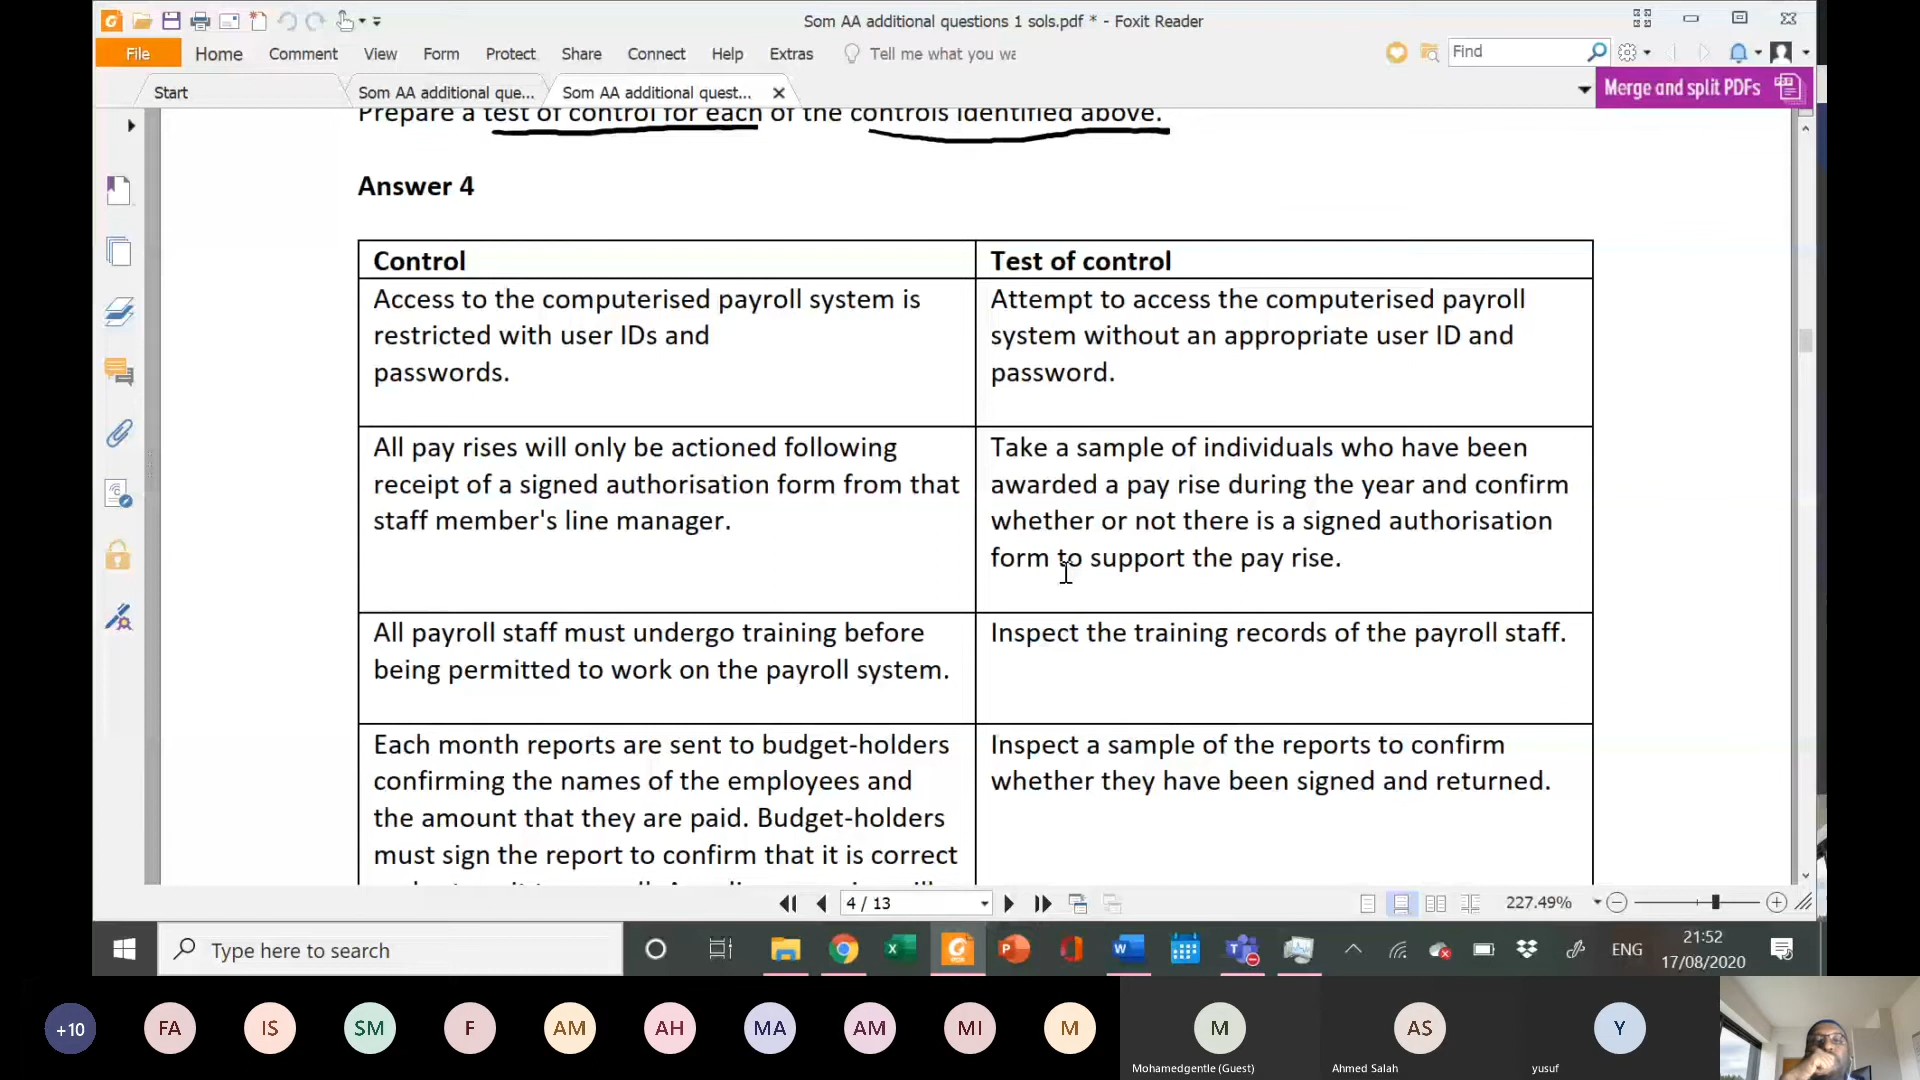 Som AA additional questions 1 sols.pdf * - Foxit Reader
File Home Comment View Form Protect Share Connect Help Extras Tell me what you wa Find
Start Som AA additional que... Som AA additional quest... Merge and split PDFs
Prepare a test of control for each of the controls identified above.
Answer 4
Control
Test of control
Access to the computerised payroll system is
restricted with user IDs and
passwords.
Attempt to access the computerised payroll
system without an appropriate user ID and
password.
All pay rises will only be actioned following
receipt of a signed authorisation form from that
staff member's line manager.
Take a sample of individuals who have been
awarded a pay rise during the year and confirm
whether or not there is a signed authorisation
form to support the pay rise.
All payroll staff must undergo training before
being permitted to work on the payroll system.
Inspect the training records of the payroll staff.
Each month reports are sent to budget-holders
confirming the names of the employees and
the amount that they are paid. Budget-holders
must sign the report to confirm that it is correct
Inspect a sample of the reports to confirm
whether they have been signed and returned.
4 / 13
227.49%
Type here to search
ENG
21:52
17/08/2020
+10 FA IS SM F AM AH MA AM MI M M AS Y
Mohamedgentle (Guest) Ahmed Salah yusuf